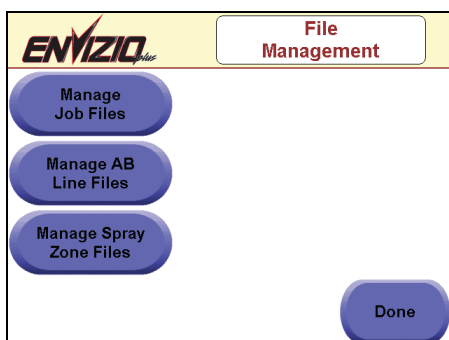 ENVIZIO plus
File
Management
Manage
Job Files
Manage AB
Line Files
Manage Spray
Zone Files
Done